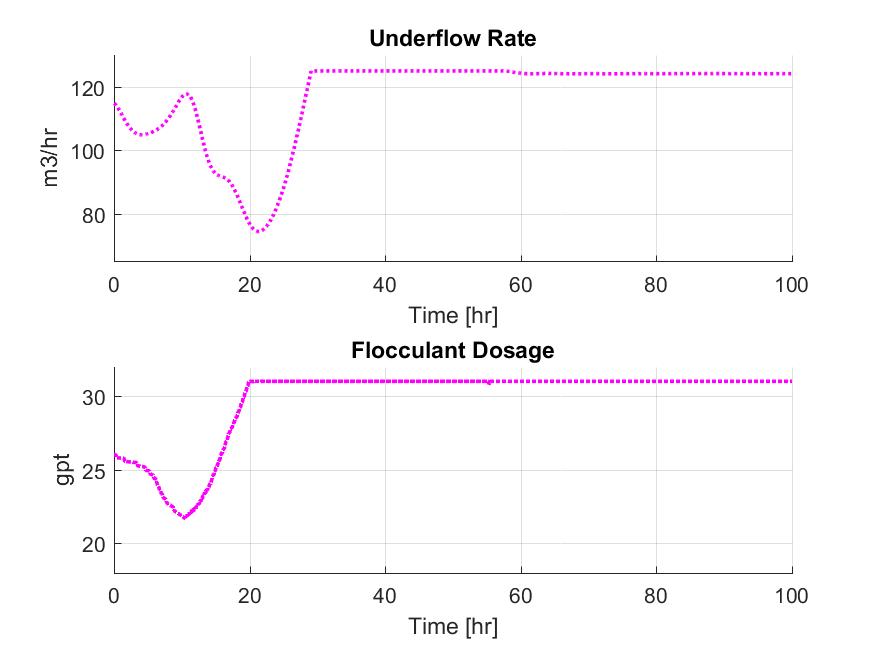 Underflow Rate
120
100
80
m3/hr
0 20 40 60 80 100
Time [hr]
Flocculant Dosage
30
25
20
gpt
0 20 40 60 80 100
Time [hr]